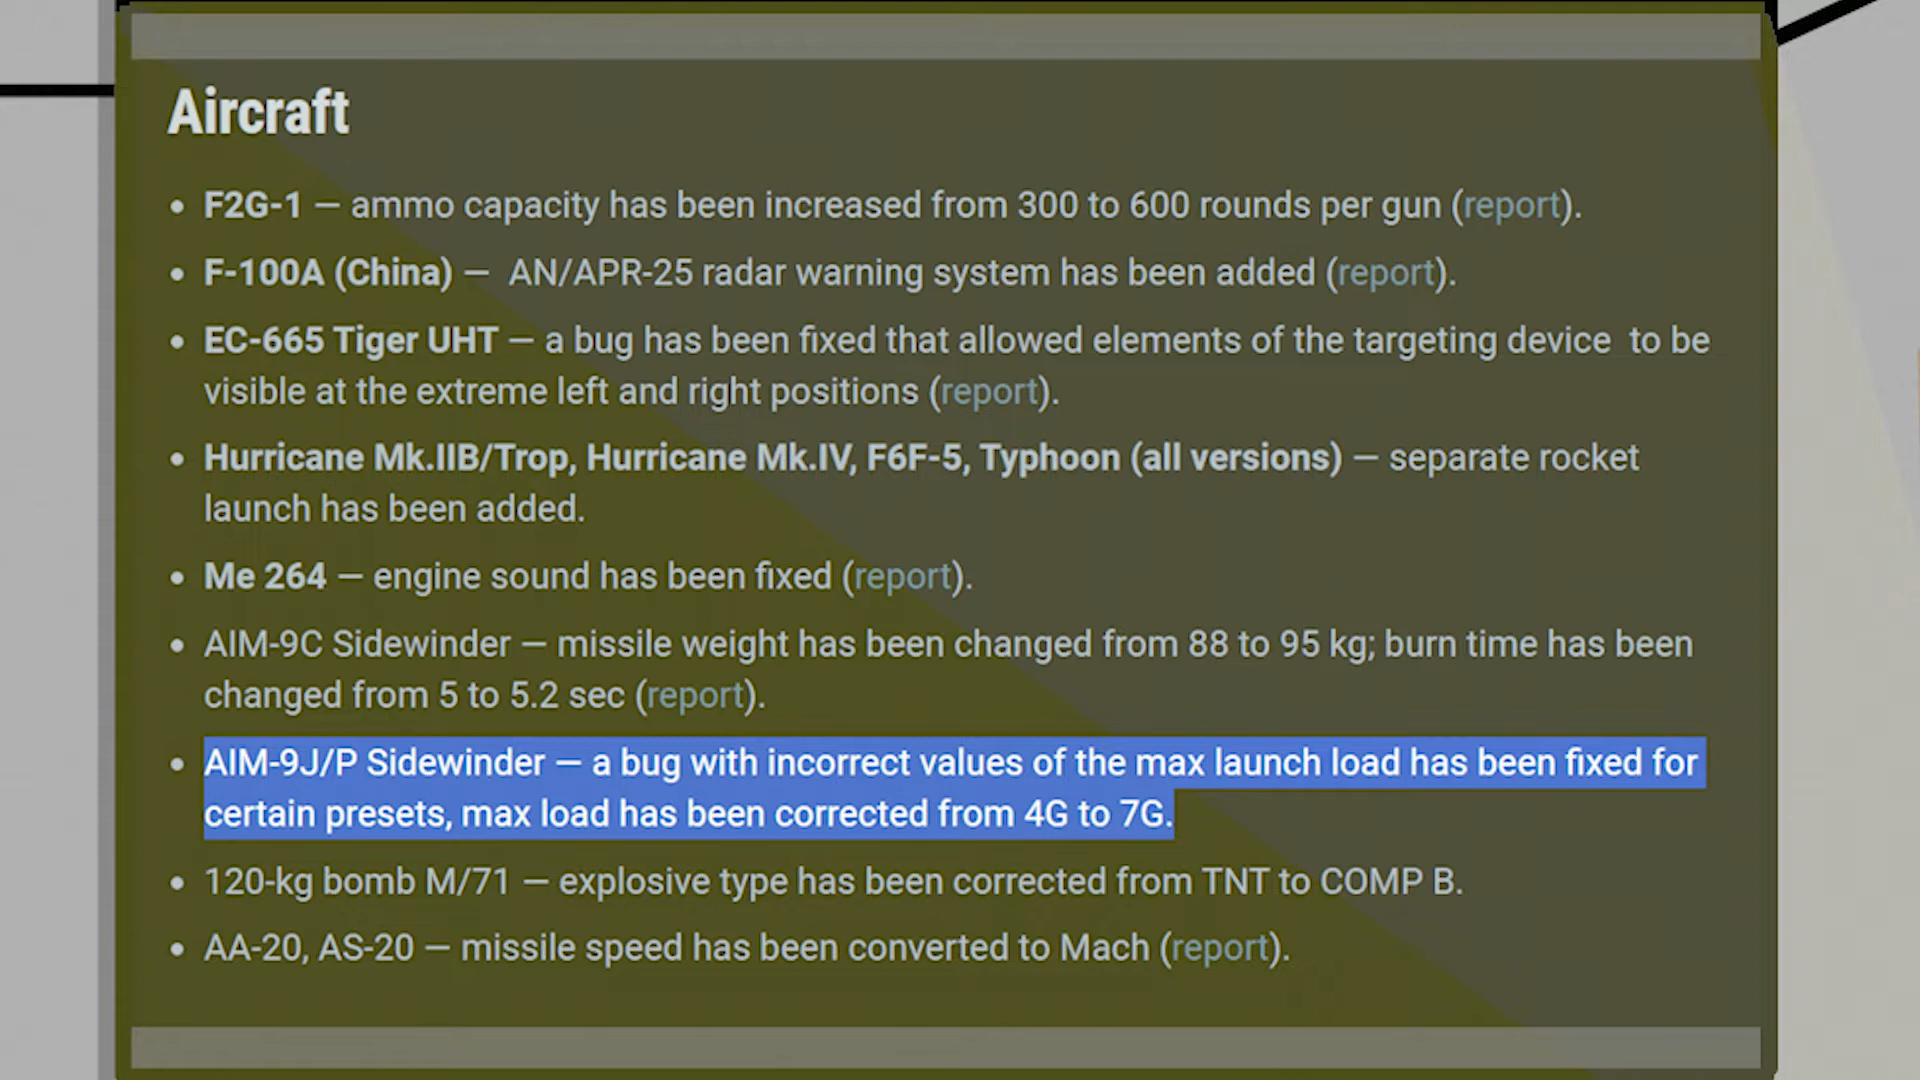 Aircraft
• F2G-1 — ammo capacity has been increased from 300 to 600 rounds per gun (report).
• F-100A (China) —  AN/APR-25 radar warning system has been added (report).
• EC-665 Tiger UHT — a bug has been fixed that allowed elements of the targeting device  to be
visible at the extreme left and right positions (report).
• Hurricane Mk.IIB/Trop, Hurricane Mk.IV, F6F-5, Typhoon (all versions) — separate rocket
launch has been added.
• Me 264 — engine sound has been fixed (report).
• AIM-9C Sidewinder — missile weight has been changed from 88 to 95 kg; burn time has been
changed from 5 to 5.2 sec (report).
• AIM-9J/P Sidewinder — a bug with incorrect values of the max launch load has been fixed for
certain presets, max load has been corrected from 4G to 7G.
• 120-kg bomb M/71 — explosive type has been corrected from TNT to COMP B.
• AA-20, AS-20 — missile speed has been converted to Mach (report).